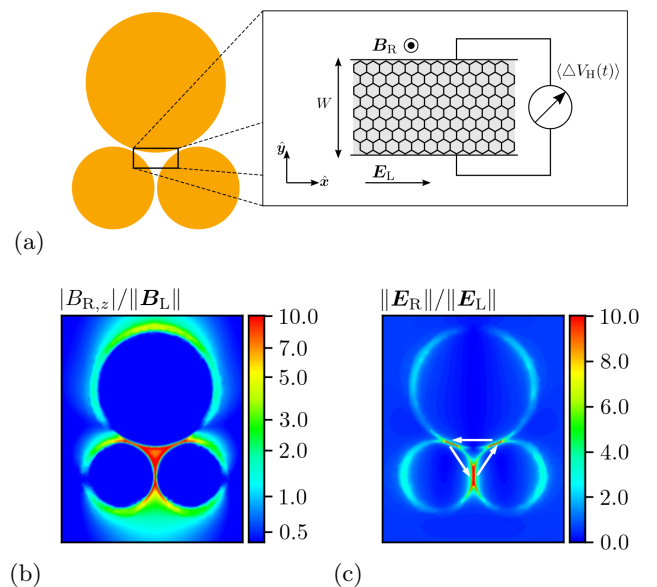 B_R ⊙
⟨△V_H(t)⟩
W
ŷ
x̂
E_L
(a)
|B_R,z|/‖B_L‖
10.0
7.0
5.0
3.0
2.0
1.0
0.5
(b)
‖E_R‖/‖E_L‖
10.0
8.0
6.0
4.0
2.0
0.0
(c)